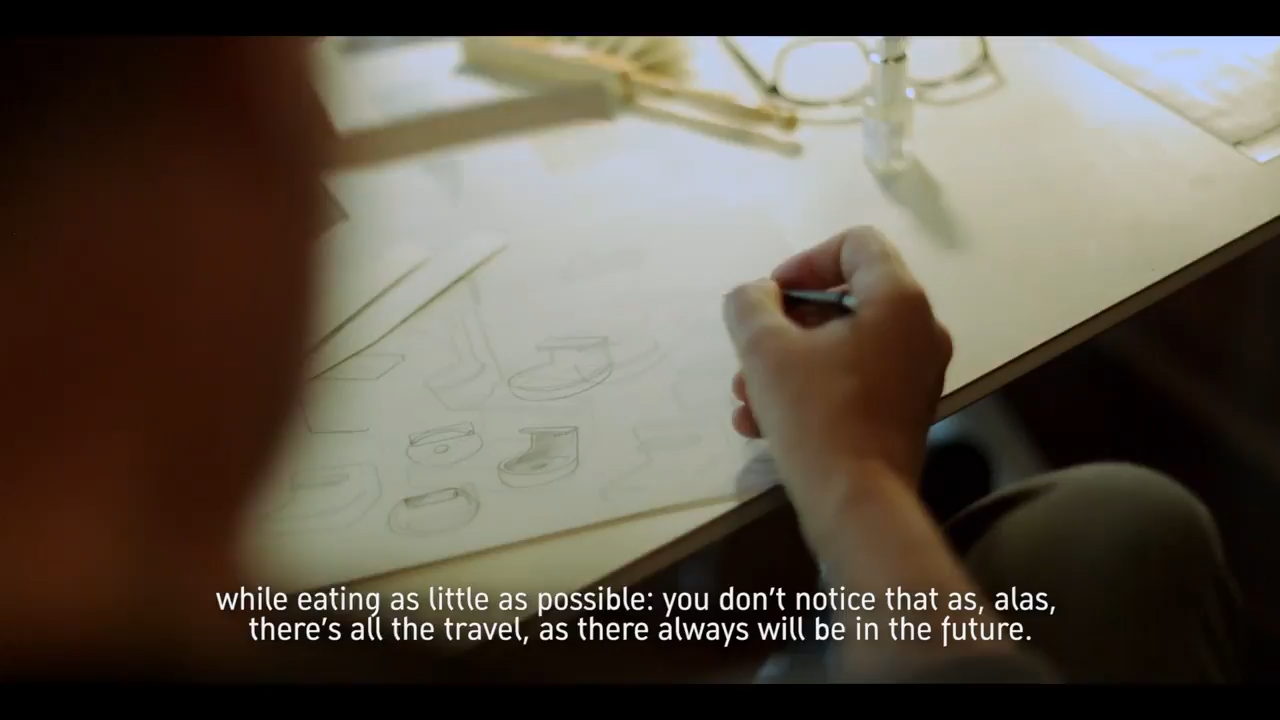 while eating as little as possible: you don't notice that as, alas,
there's all the travel, as there always will be in the future.